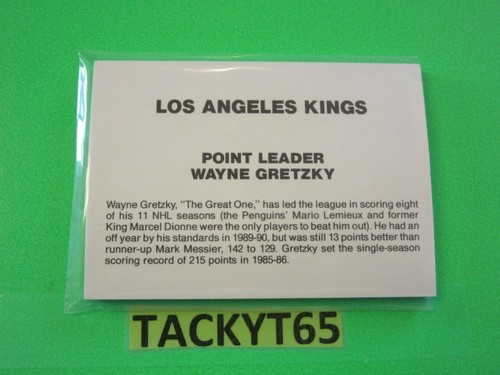 LOS ANGELES KINGS
POINT LEADER
WAYNE GRETZKY
Wayne Gretzky, "The Great One," has led the league in scoring eight
of his 11 NHL seasons (the Penguins' Mario Lemieux and former
King Marcel Dionne were the only players to beat him out). He had an
off year by his standards in 1989-90, but was still 13 points better than
runner-up Mark Messier, 142 to 129. Gretzky set the single-season
scoring record of 215 points in 1985-86.
TACKYT65